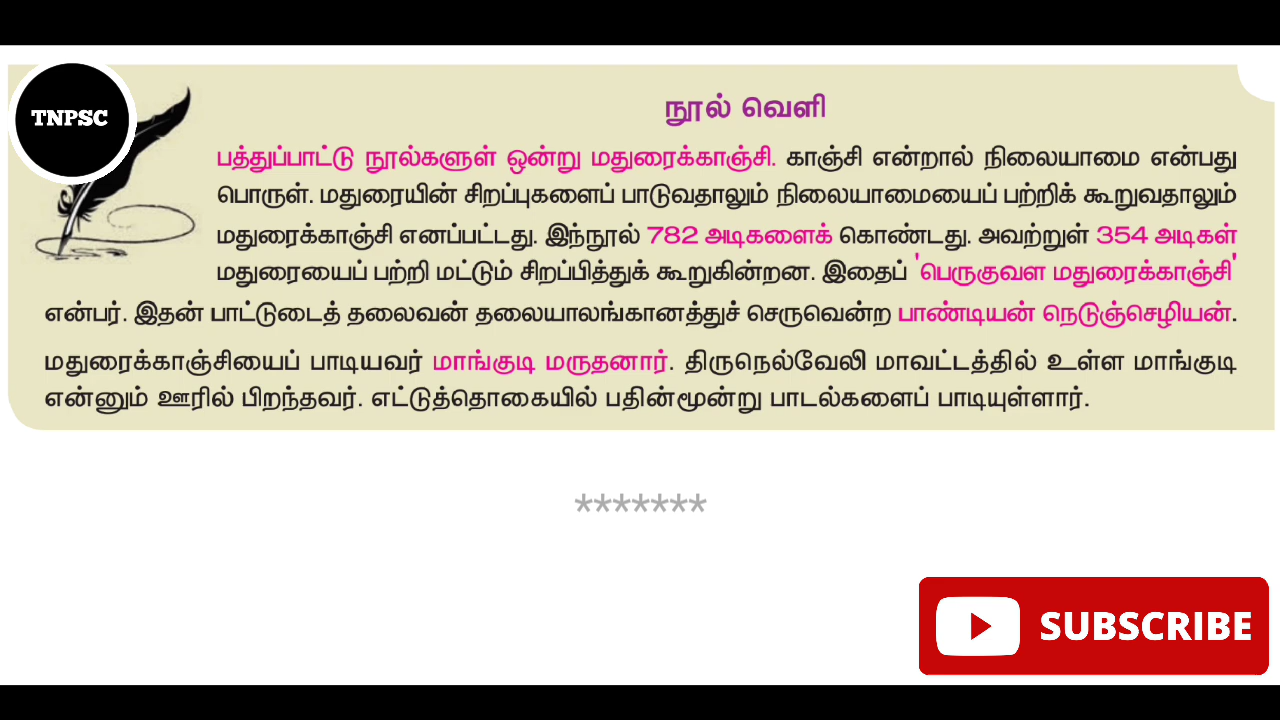 TNPSC
நூல் வெளி
பத்துப்பாட்டு நூல்களுள் ஒன்று மதுரைக்காஞ்சி. காஞ்சி என்றால் நிலையாமை என்பது
பொருள். மதுரையின் சிறப்புகளைப் பாடுவதாலும் நிலையாமையைப் பற்றிக் கூறுவதாலும்
மதுரைக்காஞ்சி எனப்பட்டது. இந்நூல் 782 அடிகளைக் கொண்டது. அவற்றுள் 354 அடிகள்
மதுரையைப் பற்றி மட்டும் சிறப்பித்துக் கூறுகின்றன. இதைப் 'பெருகுவள மதுரைக்காஞ்சி'
என்பர். இதன் பாட்டுடைத் தலைவன் தலையாலங்கானத்துச் செருவென்ற பாண்டியன் நெடுஞ்செழியன்.
மதுரைக்காஞ்சியைப் பாடியவர் மாங்குடி மருதனார். திருநெல்வேலி மாவட்டத்தில் உள்ள மாங்குடி
என்னும் ஊரில் பிறந்தவர். எட்டுத்தொகையில் பதின்மூன்று பாடல்களைப் பாடியுள்ளார்.
*******
SUBSCRIBE